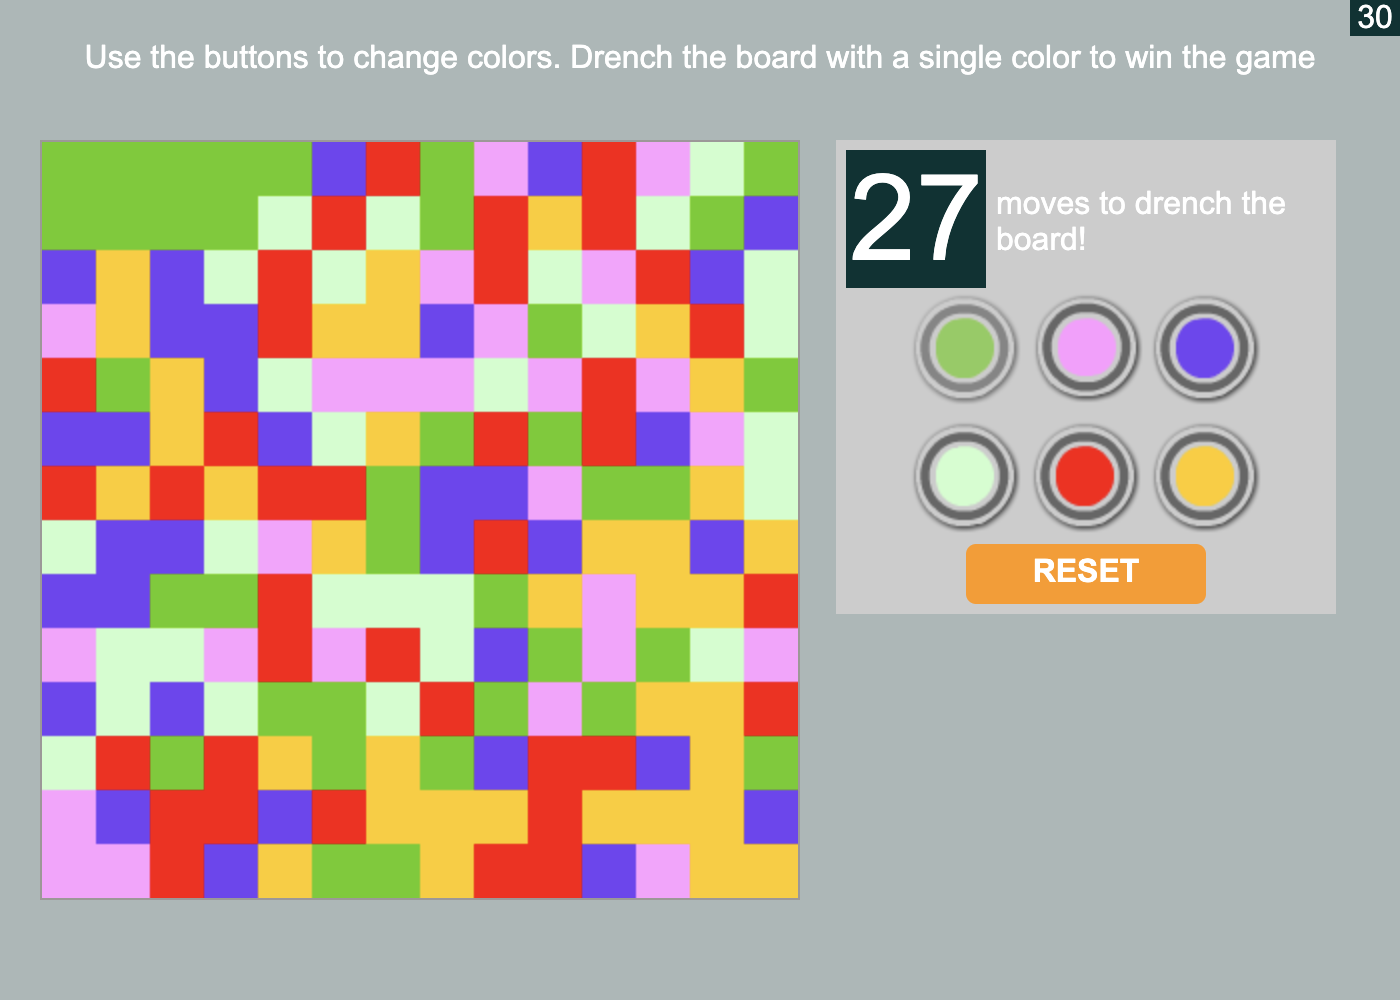 30
Use the buttons to change colors. Drench the board with a single color to win the game
27
moves to drench the
board!
RESET